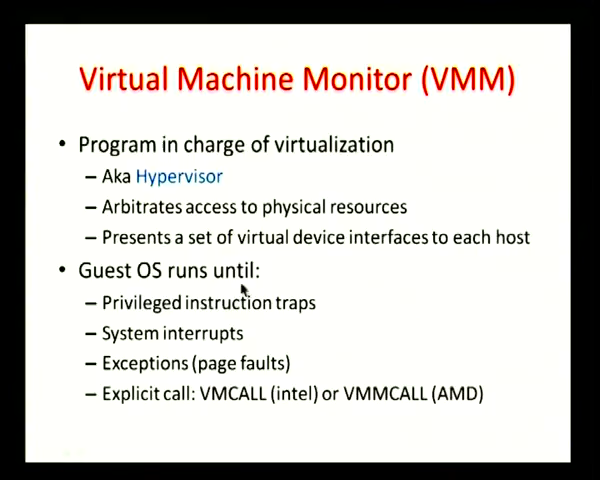 Virtual Machine Monitor (VMM)
• Program in charge of virtualization
– Aka Hypervisor
– Arbitrates access to physical resources
– Presents a set of virtual device interfaces to each host
• Guest OS runs until:
– Privileged instruction traps
– System interrupts
– Exceptions (page faults)
– Explicit call: VMCALL (intel) or VMMCALL (AMD)